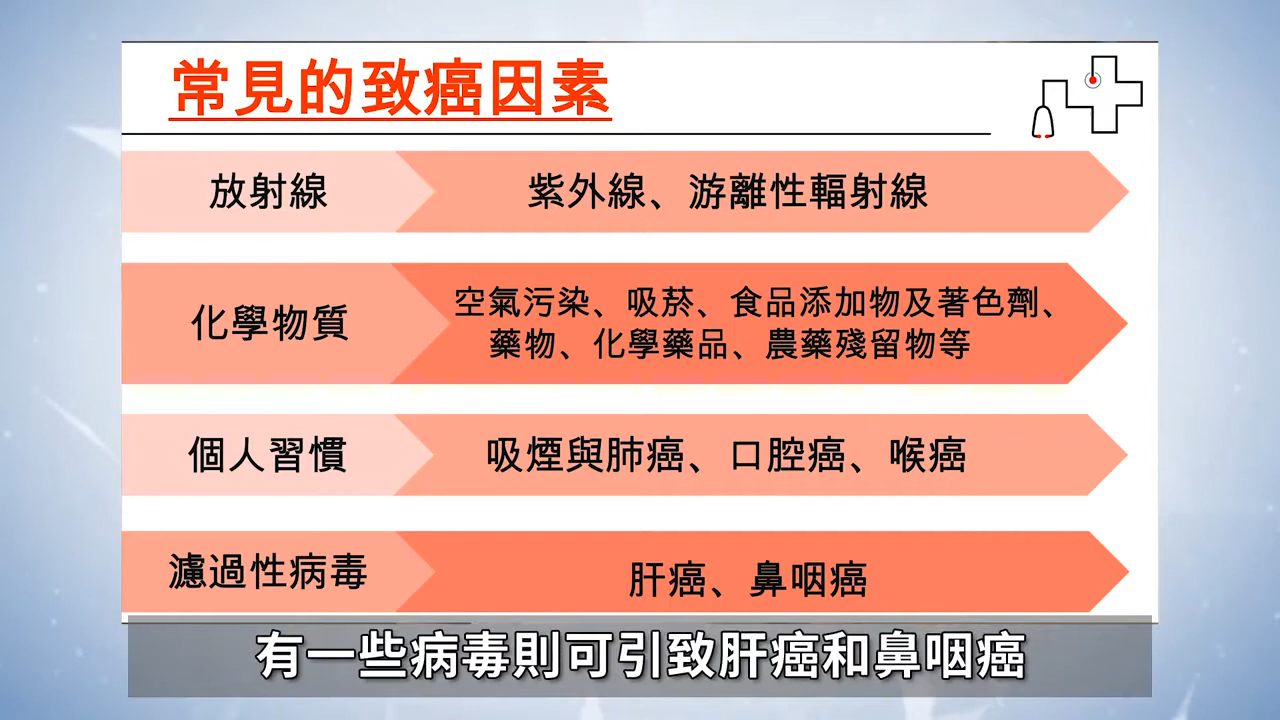 常見的致癌因素
放射線
紫外線、游離性輻射線
化學物質
空氣污染、吸菸、食品添加物及著色劑、
藥物、化學藥品、農藥殘留物等
個人習慣
吸煙與肺癌、口腔癌、喉癌
濾過性病毒
肝癌、鼻咽癌
有一些病毒則可引致肝癌和鼻咽癌